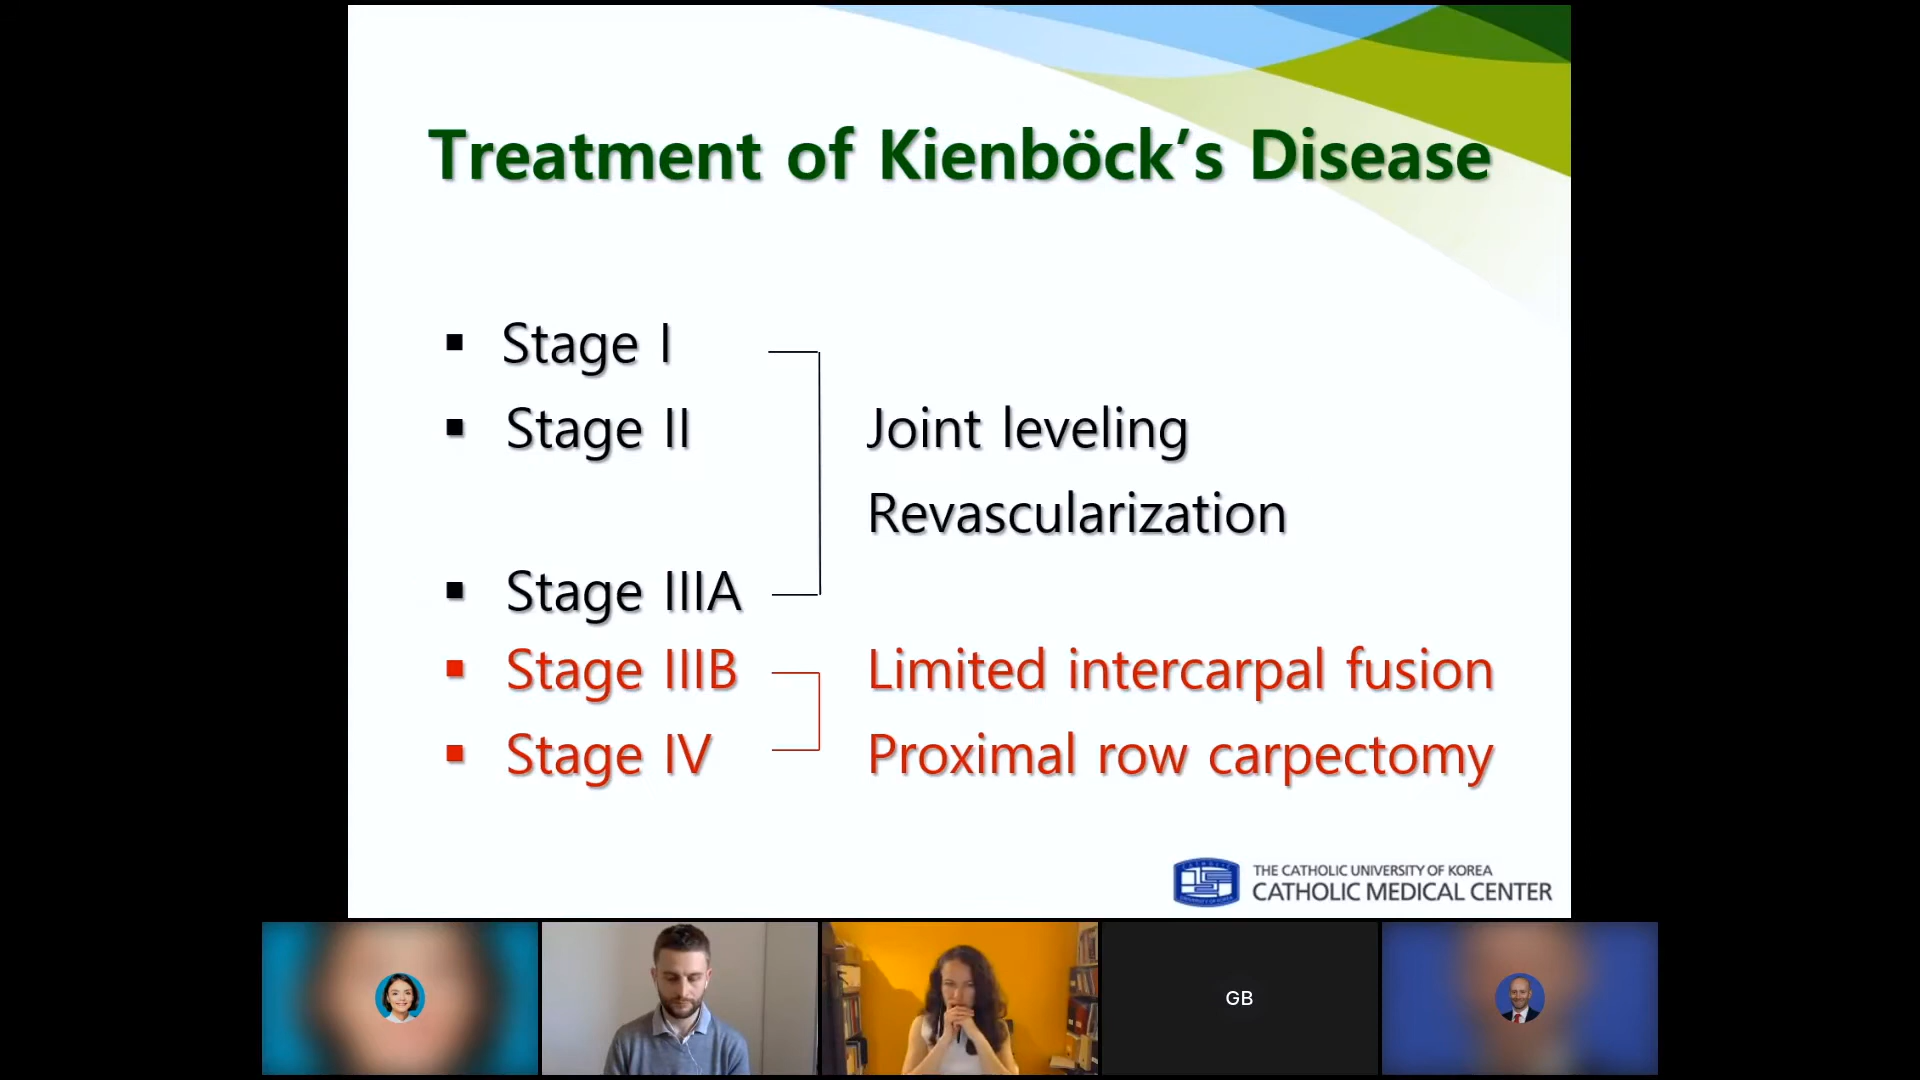 Treatment of Kienböck’s Disease
▪ Stage I
▪ Stage II Joint leveling
Revascularization
▪ Stage IIIA
▪ Stage IIIB Limited intercarpal fusion
▪ Stage IV Proximal row carpectomy
THE CATHOLIC UNIVERSITY OF KOREA
CATHOLIC MEDICAL CENTER
GB